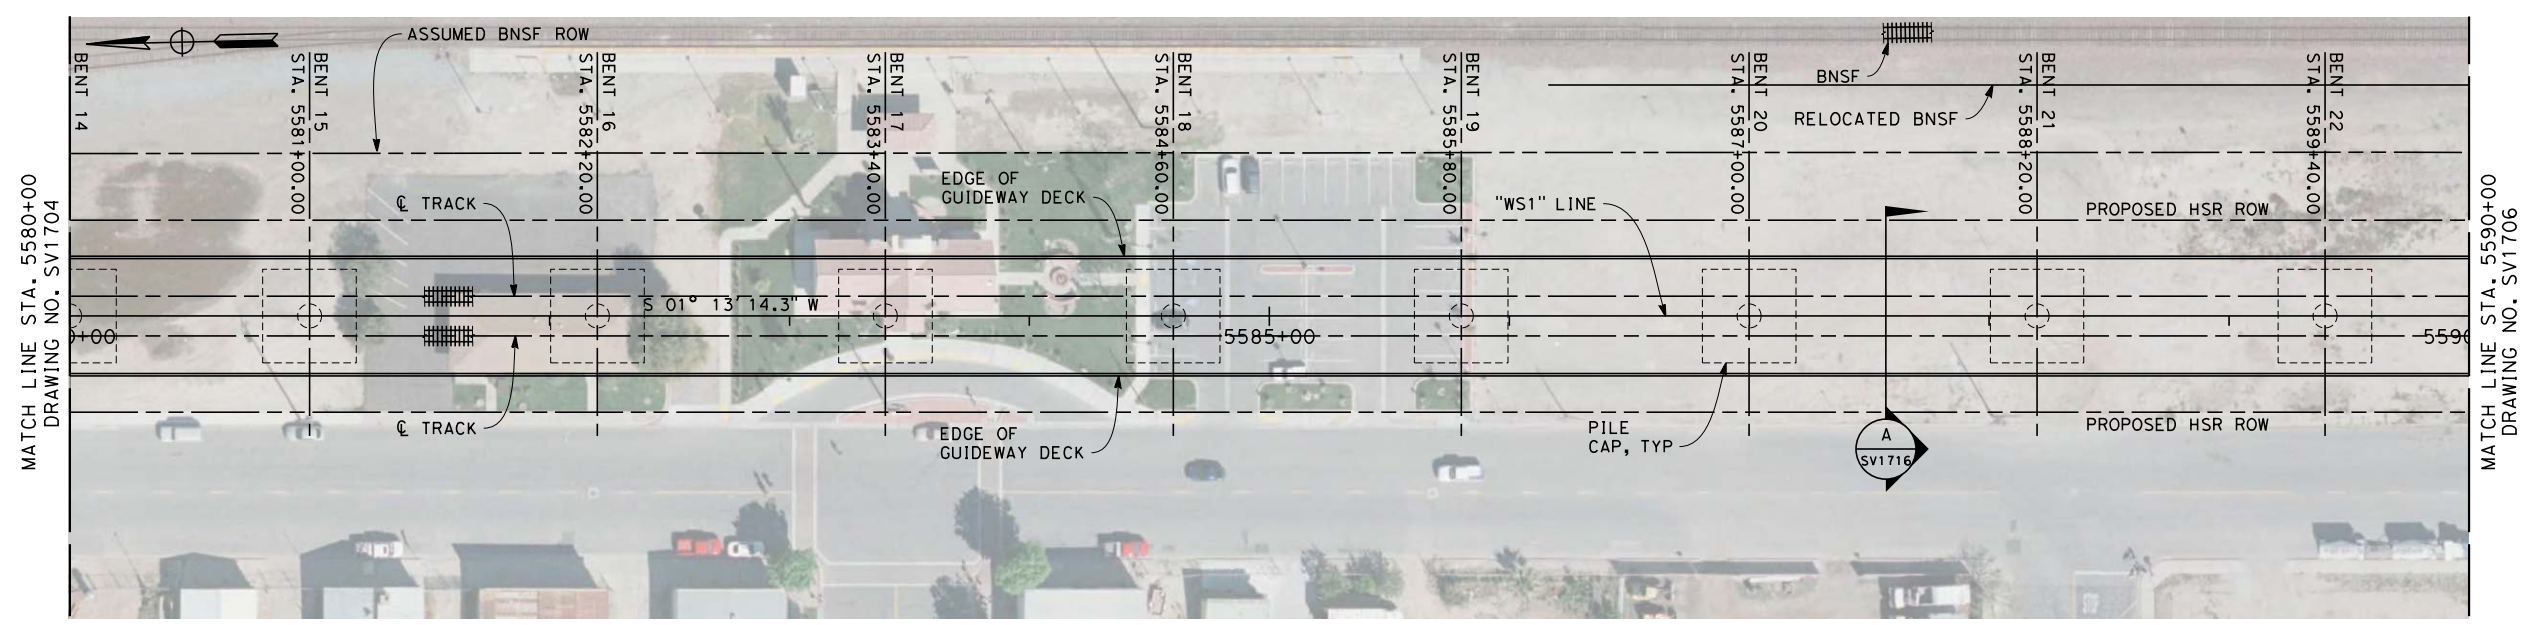 ASSUMED BNSF ROW
BENT 14
BENT 15
STA. 5581+00.00
BENT 16
STA. 5582+20.00
BENT 17
STA. 5583+40.00
BENT 18
STA. 5584+60.00
BENT 19
STA. 5585+80.00
BENT 20
STA. 5587+00.00
BENT 21
STA. 5588+20.00
BENT 22
STA. 5589+40.00
BNSF
RELOCATED BNSF
MATCH LINE STA. 5580+00
DRAWING NO. SV1704
℄ TRACK
EDGE OF
GUIDEWAY DECK
"WS1" LINE
PROPOSED HSR ROW
S 01° 13' 14.3" W
0+00
5585+00
5590
℄ TRACK
EDGE OF
GUIDEWAY DECK
PILE
CAP, TYP
A
SV1716
PROPOSED HSR ROW
MATCH LINE STA. 5590+00
DRAWING NO. SV1706